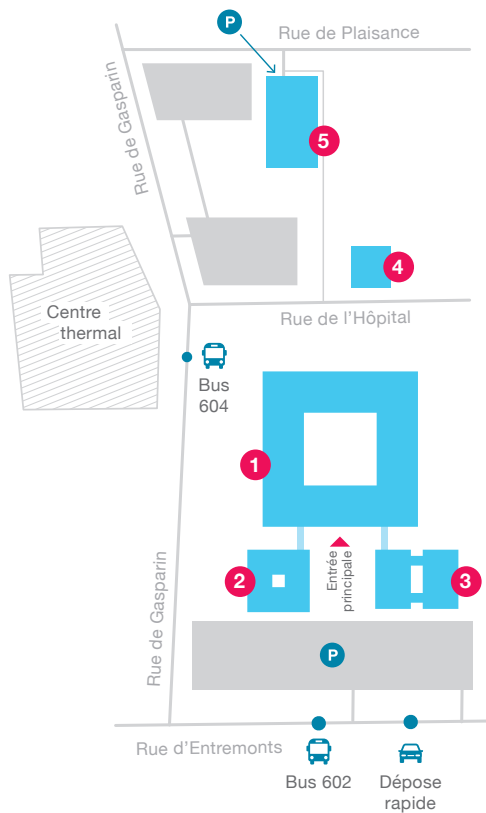 P
Rue de Plaisance
Rue de Gasparin
5
4
Centre
thermal
Rue de l'Hôpital
Bus
604
1
Entrée
principale
2
3
Rue de Gasparin
P
Rue d'Entremonts
Bus 602
Dépose
rapide